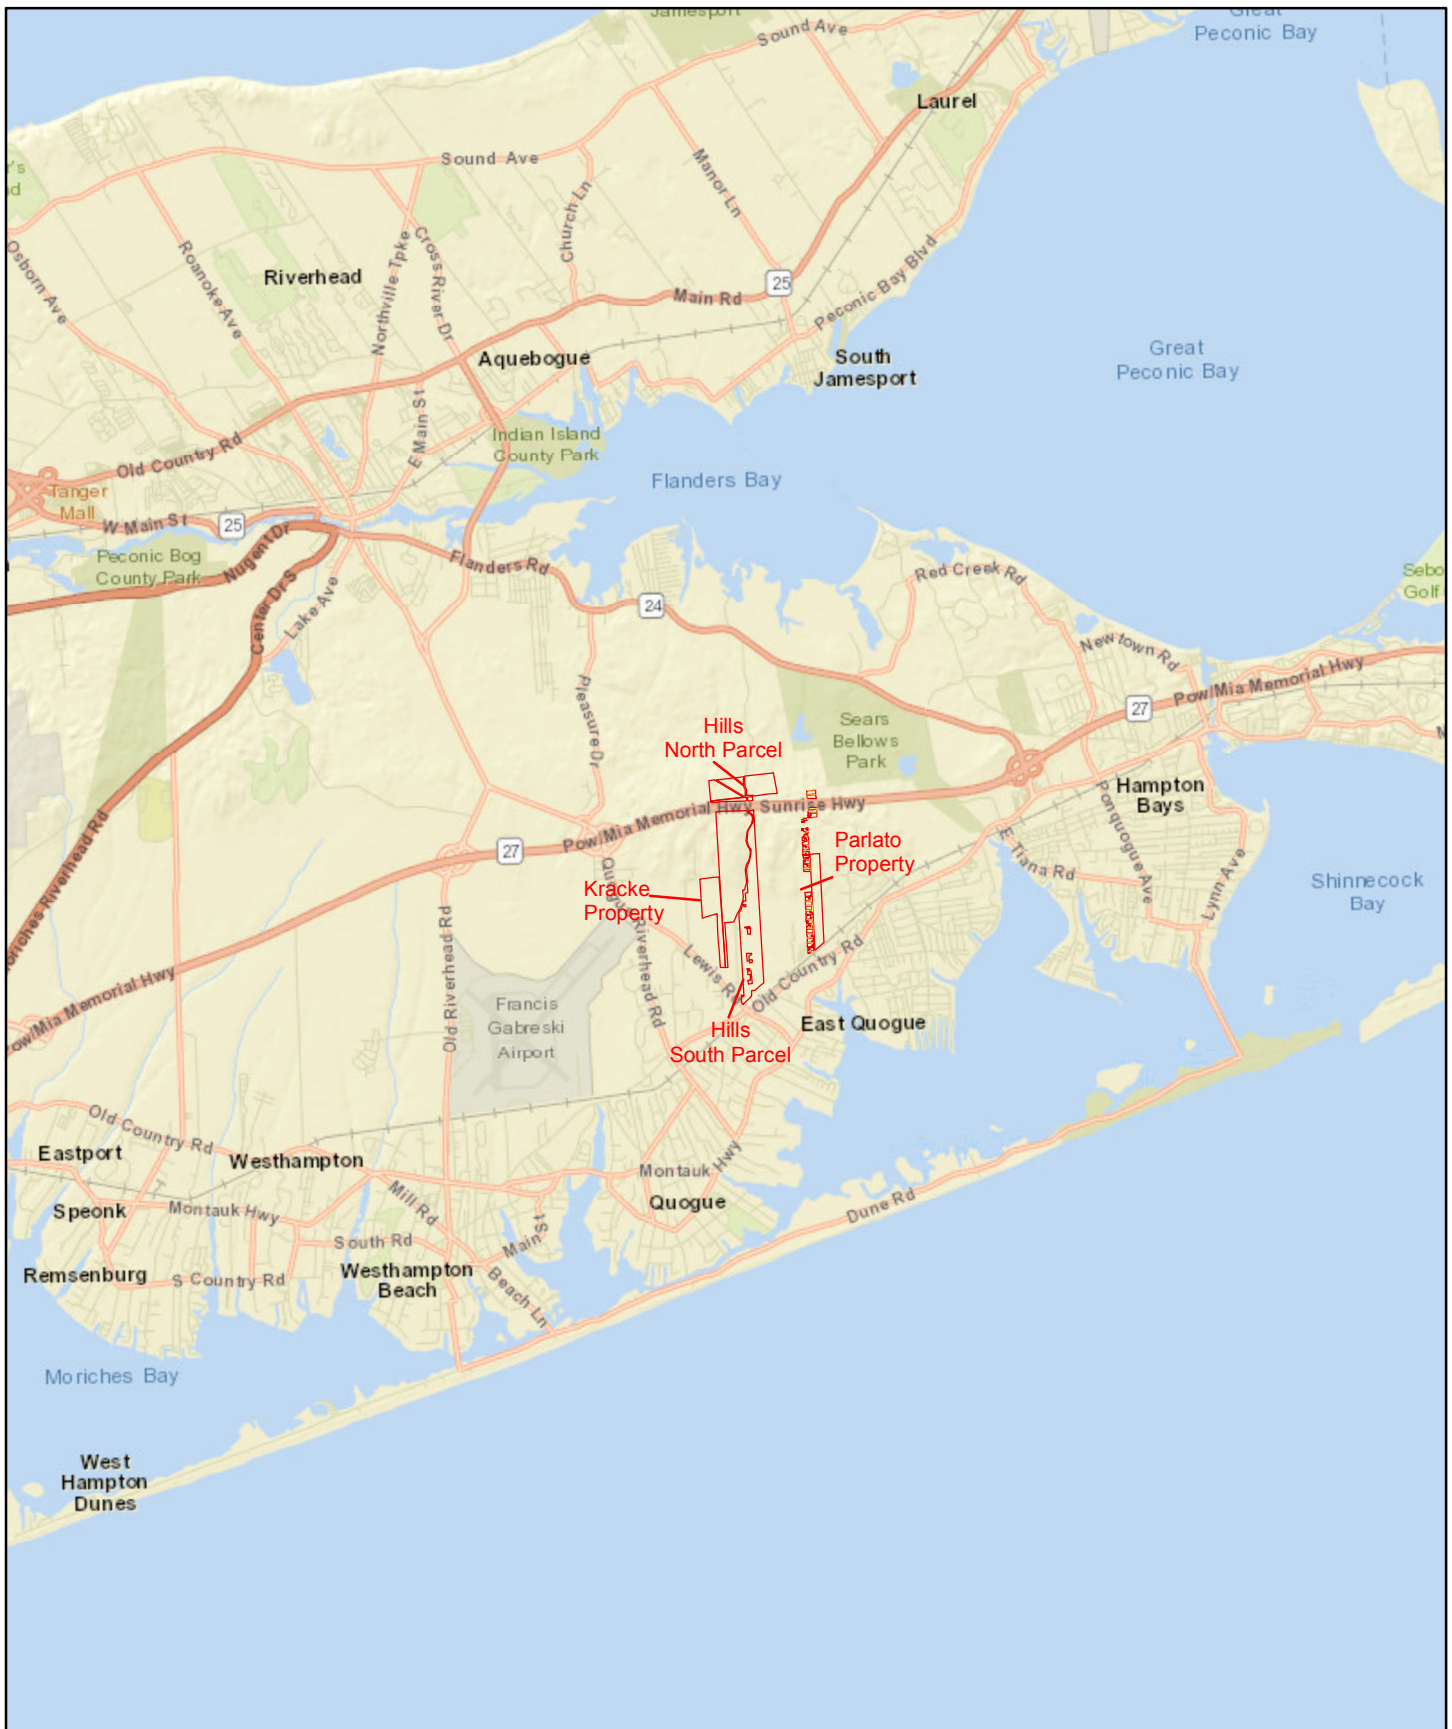 Jamesport
Great
Peconic Bay
Sound Ave
Laurel
Sound Ave
Manor Ln
Church Ln
Osborn Ave
Roanoke Ave
Riverhead
Northville Tpke
Cross River Dr
25
Main Rd
Peconic Bay Blvd
Aquebogue
South
Jamesport
Great
Peconic Bay
E Main St
Indian Island
County Park
Old Country Rd
Flanders Bay
Tanger
Mall
W Main St
25
Nugent Dr
Peconic Bog
County Park
Center Dr S
Lake Ave
Flanders Rd
24
Red Creek Rd
Sebo
Golf
Newtown Rd
Pow/Mia Memorial Hwy
27
Pleasure Dr
Sears
Bellows
Park
Hills
North Parcel
Hampton
Bays
Ponquogue Ave
Pow/Mia Memorial Hwy
Sunrise Hwy
27
E Tiana Rd
Parlato
Property
Kracke
Property
Lynn Ave
Shinnecock
Bay
Moriches Riverhead Rd
Pow/Mia Memorial Hwy
Old Riverhead Rd
Quogue Riverhead Rd
Lewis Rd
Old Country Rd
Francis
Gabreski
Airport
East Quogue
Hills
South Parcel
Old Country Rd
Eastport
Westhampton
Montauk Hwy
Quogue
Speonk
Montauk Hwy
Mill Rd
Main St
Dune Rd
South Rd
Remsenburg
S Country Rd
Westhampton
Beach
Beach Ln
Moriches Bay
West
Hampton
Dunes